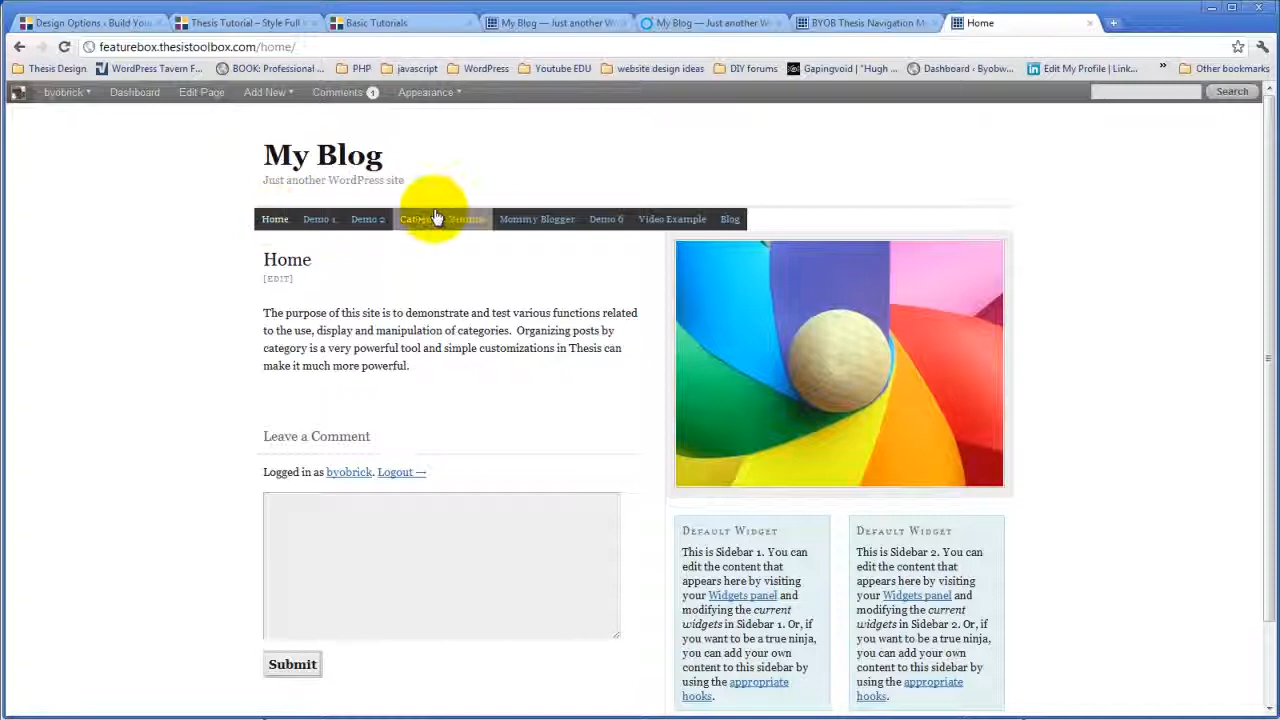 Design Options ‹ Build You
Thesis Tutorial – Style Full
Basic Tutorials
My Blog — Just another W
My Blog — Just another W
BYOB Thesis Navigation M
Home
featurebox.thesistoolbox.com/home/
Thesis Design
WordPress Tavern F...
BOOK: Professional ...
PHP
javascript
WordPress
Youtube EDU
website design ideas
DIY forums
Gapingvoid | "Hugh ...
Dashboard ‹ Byobw...
Edit My Profile | Link...
»
Other bookmarks
byobrick
Dashboard
Edit Page
Add New
Comments 1
Appearance
Search
My Blog
Just another WordPress site
Home
Demo 1
Demo 2
Mommy Blogger
Demo 6
Video Example
Blog
Home
[EDIT]
The purpose of this site is to demonstrate and test various functions related
to the use, display and manipulation of categories. Organizing posts by
category is a very powerful tool and simple customizations in Thesis can
make it much more powerful.
Leave a Comment
Logged in as byobrick. Logout →
Submit
Default Widget
This is Sidebar 1. You can
edit the content that
appears here by visiting
your Widgets panel and
modifying the current
widgets in Sidebar 1. Or, if
you want to be a true ninja,
you can add your own
content to this sidebar by
using the appropriate
hooks.
Default Widget
This is Sidebar 2. You can
edit the content that
appears here by visiting
your Widgets panel and
modifying the current
widgets in Sidebar 2. Or, if
you want to be a true ninja,
you can add your own
content to this sidebar by
using the appropriate
hooks.